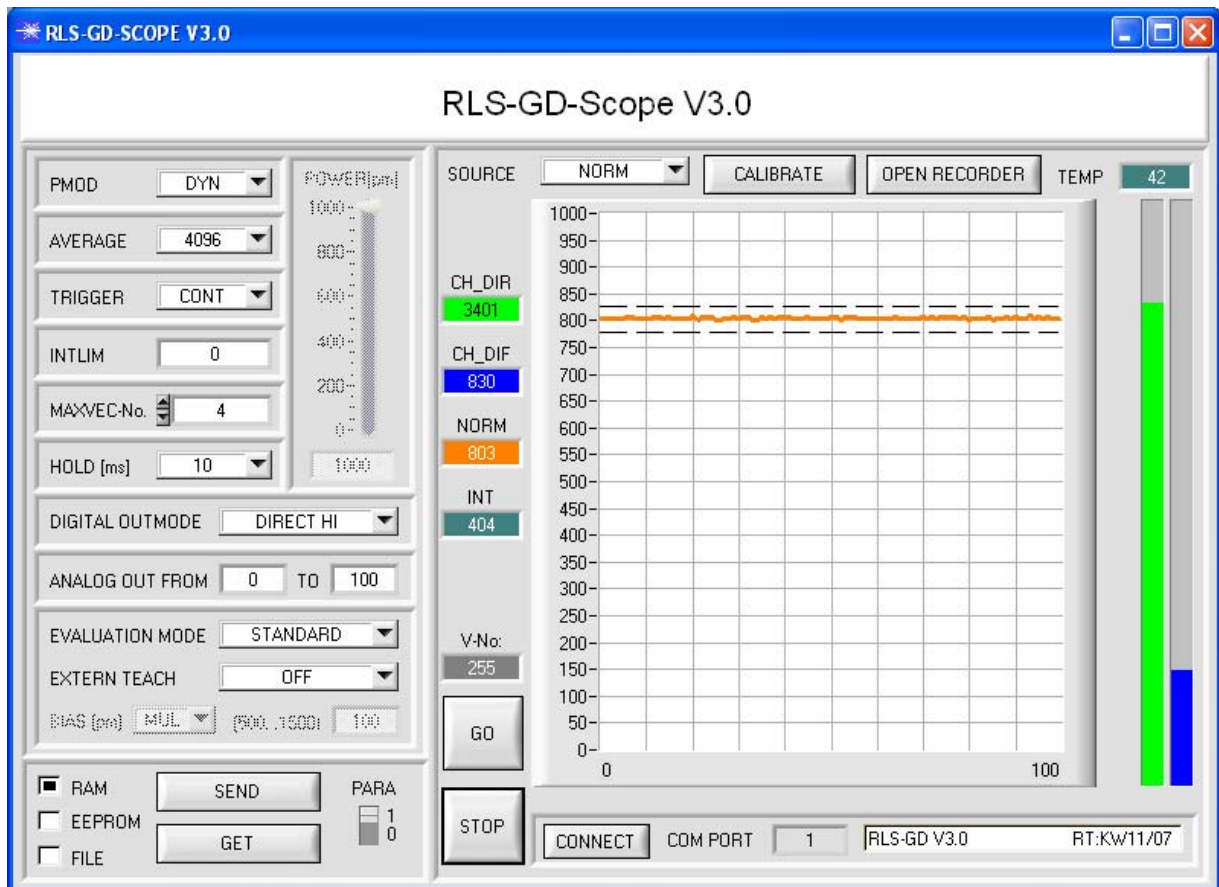 RLS-GD-SCOPE V3.0
RLS-GD-Scope V3.0
PMOD DYN
AVERAGE 4096
TRIGGER CONT
INTLIM 0
MAXVEC-No. 4
HOLD [ms] 10
POWER[pm]
1000
800
600
400
200
0
1000
DIGITAL OUTMODE DIRECT HI
ANALOG OUT FROM 0 TO 100
EVALUATION MODE STANDARD
EXTERN TEACH OFF
BIAS [pm] MUL (500. .1500) 100
RAM SEND PARA
EEPROM 1
GET 0
FILE
SOURCE NORM CALIBRATE OPEN RECORDER TEMP 42
CH_DIR
3401
CH_DIF
830
NORM
803
INT
404
V-No:
255
GO
STOP
1000
950
900
850
800
750
700
650
600
550
500
450
400
350
300
250
200
150
100
50
0
0 100
CONNECT COM PORT 1 RLS-GD V3.0 RT:KW11/07